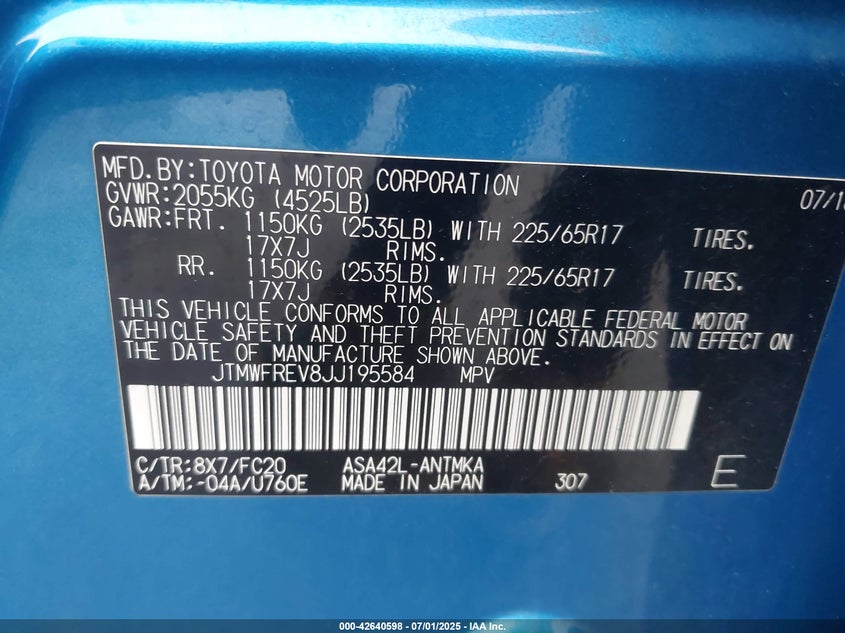 MFD.BY:TOYOTA MOTOR CORPORATION
GVWR:2055KG (4525LB)
GAWR:FRT. 1150KG (2535LB) WITH 225/65R17 TIRES.
17X7J RIMS.
RR. 1150KG (2535LB) WITH 225/65R17 TIRES.
17X7J RIMS.
THIS VEHICLE CONFORMS TO ALL APPLICABLE FEDERAL MOTOR
VEHICLE SAFETY AND THEFT PREVENTION STANDARDS IN EFFECT ON
THE DATE OF MANUFACTURE SHOWN ABOVE.
JTMWFREV8JJ195584 MPV
C/TR:8X7/FC20 ASA42L-ANTMKA
A/TM:-04A/U760E MADE IN JAPAN 307 E
000-42640598 - 07/01/2025 - IAA Inc.